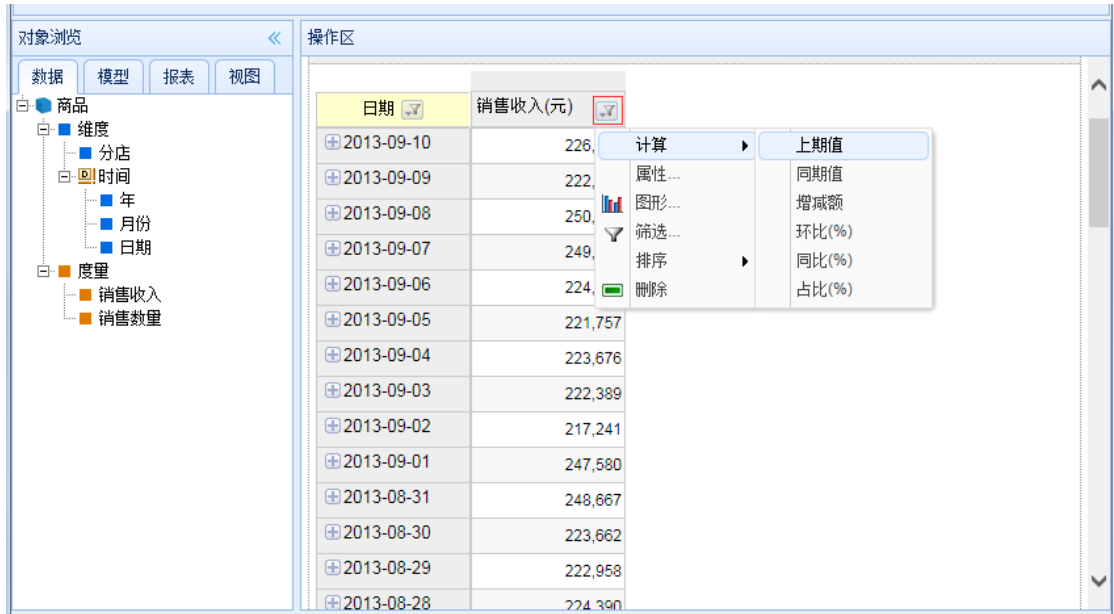 对象浏览
数据 模型 报表 视图
商品
维度
分店
时间
年
月份
日期
度量
销售收入
销售数量
操作区
日期 销售收入(元)
2013-09-10 226,
2013-09-09 222,
2013-09-08 250,
2013-09-07 249,
2013-09-06 224,
2013-09-05 221,757
2013-09-04 223,676
2013-09-03 222,389
2013-09-02 217,241
2013-09-01 247,580
2013-08-31 248,667
2013-08-30 223,662
2013-08-29 222,958
2013-08-28 224,390
计算
属性...
图形...
筛选...
排序
删除
上期值
同期值
增减额
环比(%)
同比(%)
占比(%)